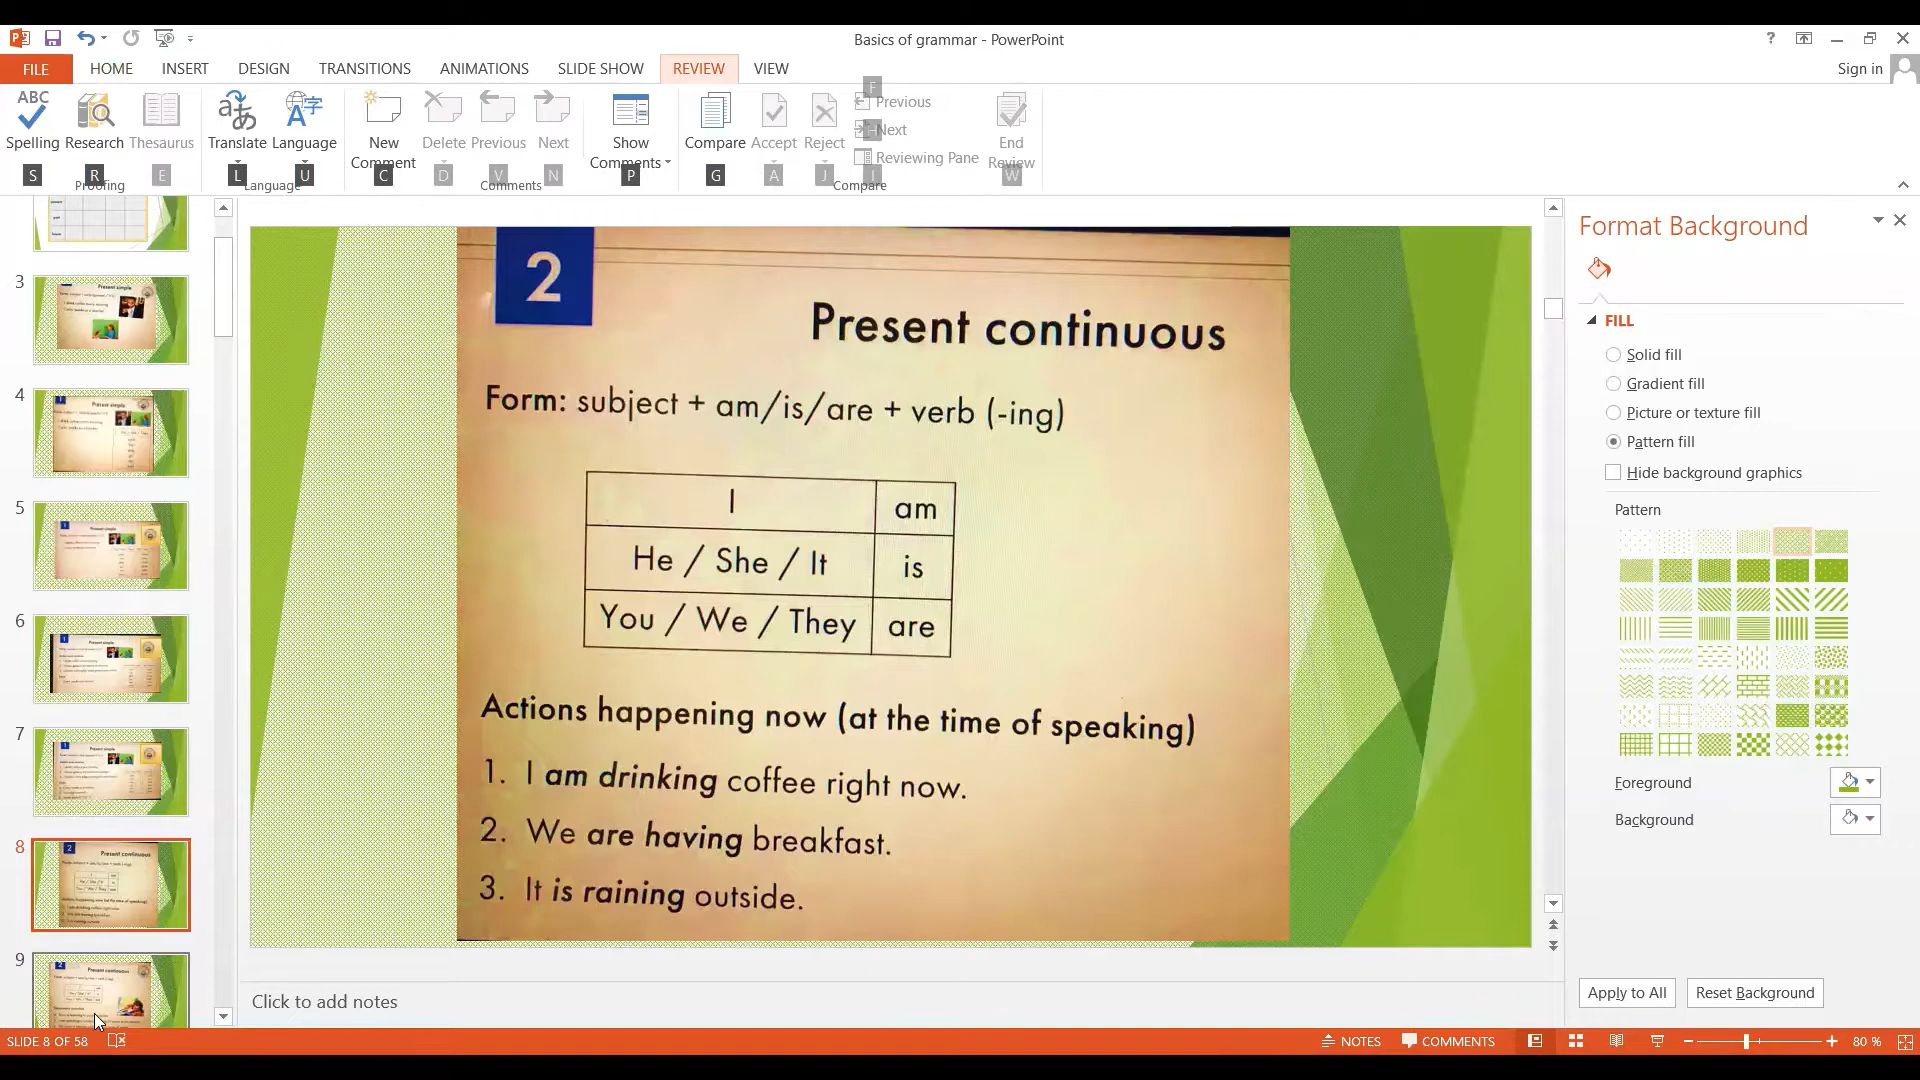 Basics of grammar - PowerPoint
?
FILE HOME INSERT DESIGN TRANSITIONS ANIMATIONS SLIDE SHOW REVIEW VIEW
Sign in
ABC
Spelling Research Thesaurus Translate Language New Comment Delete Previous Next Show Comments Compare Accept Reject Previous Next Reviewing Pane End Review
S R E L U C D V N P G A J F H I W
Proofing Language Comments Compare
3
4
5
6
7
8
9
2
Present continuous
Form: subject + am/is/are + verb (-ing)
I am
He / She / It is
You / We / They are
Actions happening now (at the time of speaking)
1. I am drinking coffee right now.
2. We are having breakfast.
3. It is raining outside.
Click to add notes
Format Background
FILL
Solid fill
Gradient fill
Picture or texture fill
Pattern fill
Hide background graphics
Pattern
Foreground
Background
Apply to All Reset Background
SLIDE 8 OF 58
NOTES COMMENTS 80 %